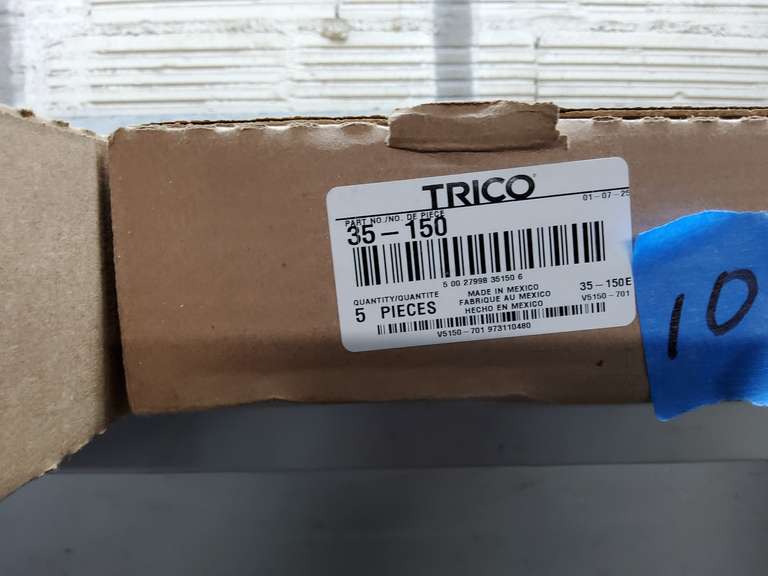 TRICO
01-07-25
PART NO./NO. DE PIECE
35-150
5 00 27998 35150 6
QUANTITY/QUANTITE
5 PIECES
MADE IN MEXICO
FABRIQUE AU MEXICO
HECHO EN MEXICO
35-150E
V5150-701
V5150-701 973110480
10